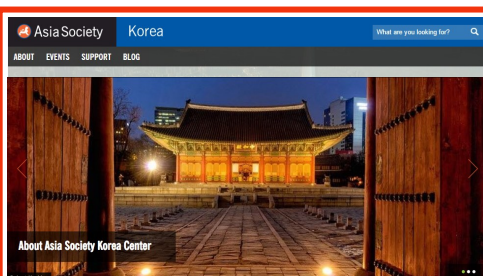 Asia Society Korea What are you looking for?
ABOUT EVENTS SUPPORT BLOG
About Asia Society Korea Center